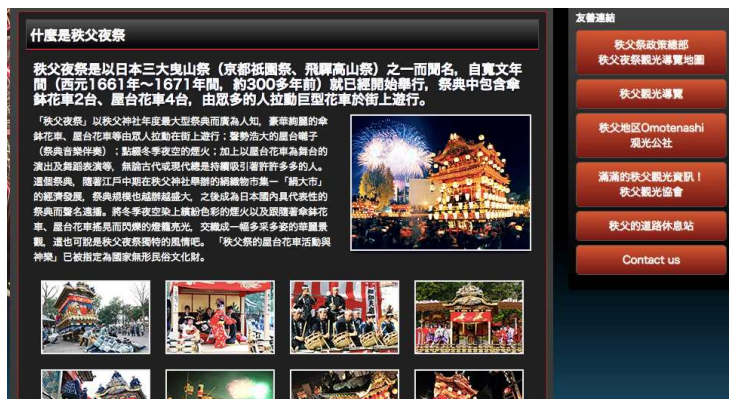 什麼是秩父夜祭
秩父夜祭是以日本三大曳山祭（京都祇園祭、飛驒高山祭）之一而聞名，自寬文年
間（西元1661年～1671年間，約300多年前）就已經開始舉行，祭典中包含傘
鉾花車2台、屋台花車4台，由眾多的人拉動巨型花車於街上遊行。
「秩父夜祭」以秩父神社年度最大型祭典而廣為人知，豪華絢麗的傘
鉾花車、屋台花車等由眾人拉動在街上遊行；聲勢浩大的屋台囃子
（祭典音樂伴奏）；點綴冬季夜空的煙火；加上以屋台花車為舞台的
演出及舞蹈表演等，無論古代或現代總是持續吸引著許許多多的人。
這個祭典，隨著江戶中期在秩父神社舉辦的絹織物市集－「絹大市」
的經濟發展，祭典規模也越辦越盛大，之後成為日本國內具代表性的
祭典而聲名遠播。將冬季夜空染上繽紛色彩的煙火以及跟隨著傘鉾花
車、屋台花車搖晃而閃爍的燈籠亮光，交織成一幅多采多姿的華麗景
觀，這也可說是秩父夜祭獨特的風情吧。「秩父祭的屋台花車活動與
神樂」已被指定為國家無形民俗文化財。
友善連結
秩父祭政策總部
秩父夜祭觀光導覽地圖
秩父觀光導覽
秩父地区Omotenashi
观光公社
滿滿的秩父觀光資訊！
秩父觀光協會
秩父的道路休息站
Contact us